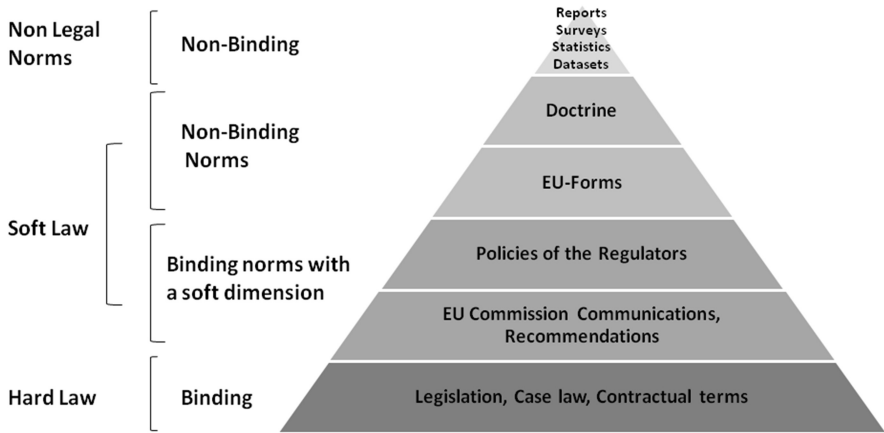 Non Legal
Norms
Non-Binding
Reports
Surveys
Statistics
Datasets
Soft Law
Non-Binding
Norms
Doctrine
EU-Forms
Binding norms with
a soft dimension
Policies of the Regulators
EU Commission Communications,
Recommendations
Hard Law
Binding
Legislation, Case law, Contractual terms